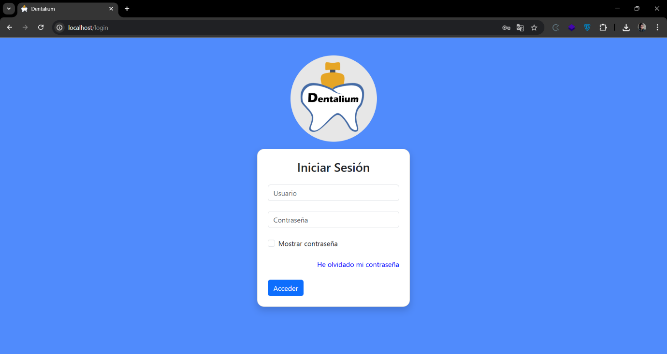 Dentalium
localhost/login
Dentalium
Iniciar Sesión
Usuario
Contraseña
Mostrar contraseña
He olvidado mi contraseña
Acceder